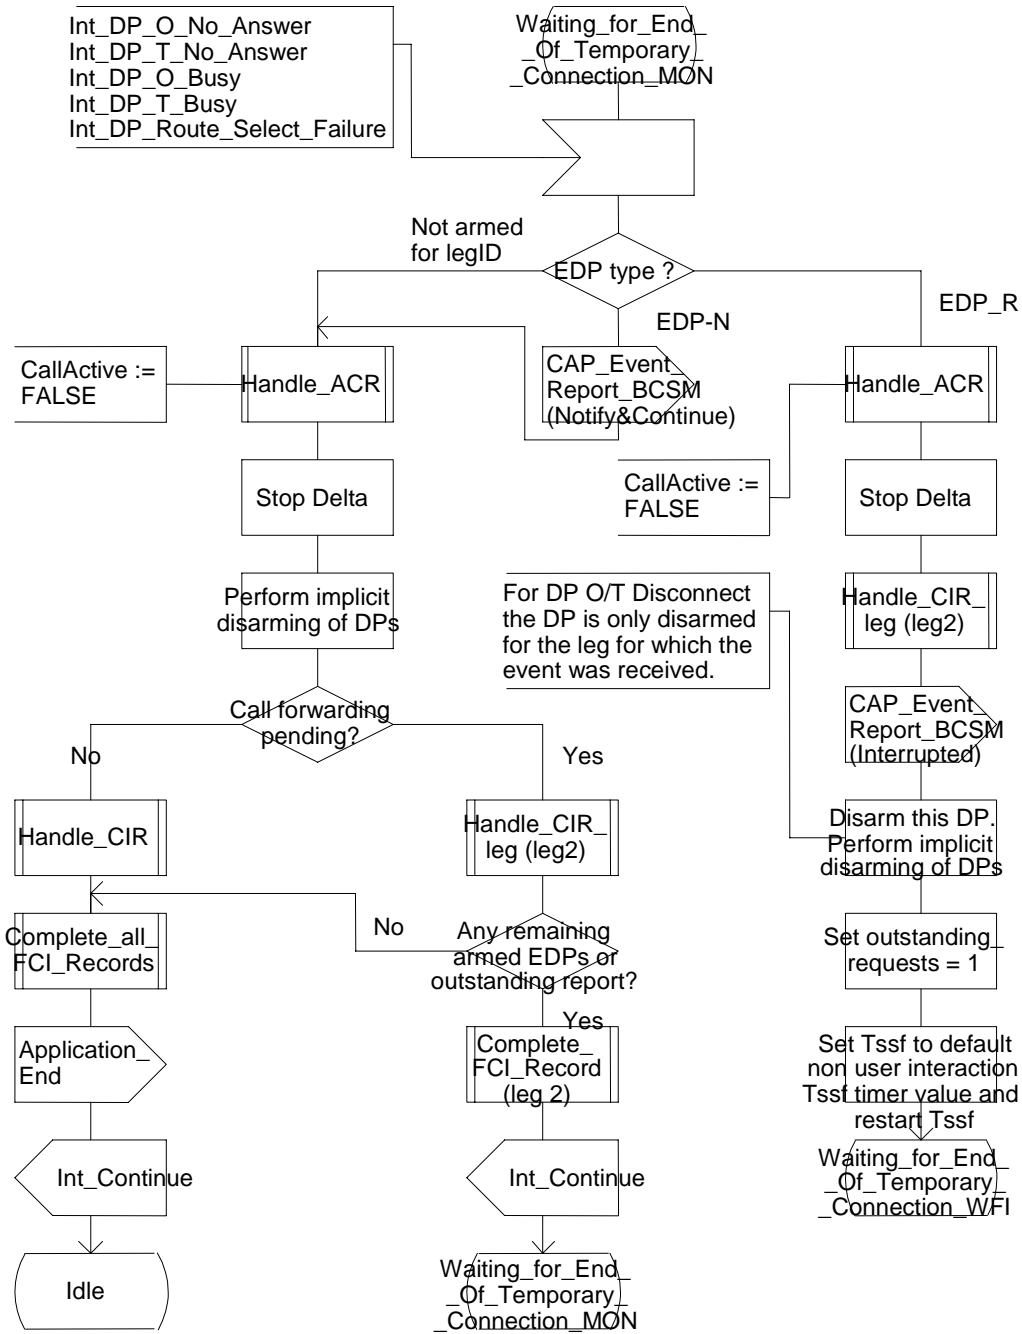 Int_DP_O_No_Answer
Int_DP_T_No_Answer
Int_DP_O_Busy
Int_DP_T_Busy
Int_DP_Route_Select_Failure
Waiting_for_End_
_Of_Temporary_
_Connection_MON
Not armed
for legID
EDP type ?
EDP-N
EDP_R
CallActive :=
FALSE
Handle_ACR
CAP_Event_
Report_BCSM
(Notify&Continue)
Handle_ACR
Stop Delta
CallActive :=
FALSE
Stop Delta
Perform implicit
disarming of DPs
For DP O/T Disconnect
the DP is only disarmed
for the leg for which the
event was received.
Handle_CIR_
leg (leg2)
Call forwarding
pending?
No
Yes
CAP_Event_
Report_BCSM
(Interrupted)
Handle_CIR
Handle_CIR_
leg (leg2)
Disarm this DP.
Perform implicit
disarming of DPs
Complete_all_
FCI_Records
No
Any remaining
armed EDPs or
outstanding report?
Yes
Set outstanding_
requests = 1
Application_
End
Complete_
FCI_Record
(leg 2)
Set Tssf to default
non user interaction
Tssf timer value and
restart Tssf
Int_Continue
Int_Continue
Waiting_for_End_
_Of_Temporary_
_Connection_WFI
Idle
Waiting_for_End_
_Of_Temporary_
_Connection_MON